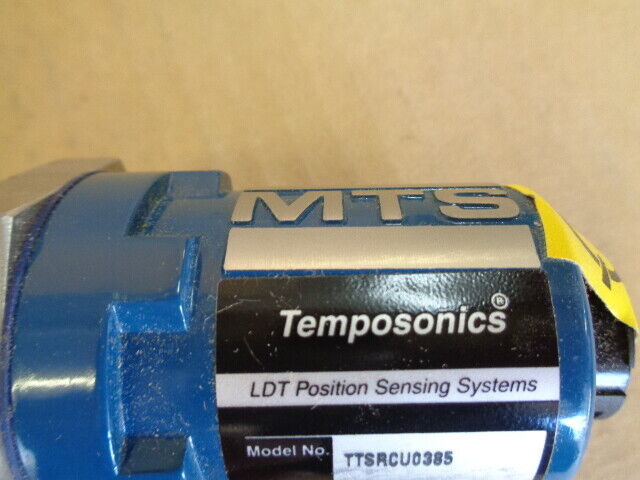 MTS
Temposonics®
LDT Position Sensing Systems
Model No. TTSRCU0385